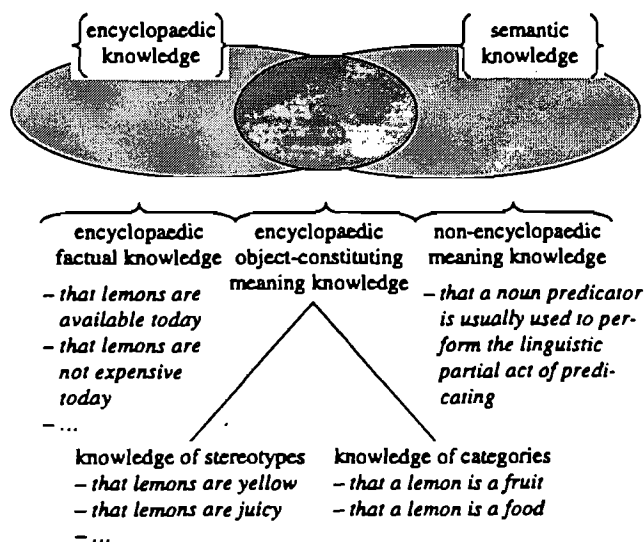 encyclopaedic
knowledge
semantic
knowledge
encyclopaedic
factual knowledge
– that lemons are
available today
– that lemons are
not expensive
today
– ...
encyclopaedic
object-constituting
meaning knowledge
non-encyclopaedic
meaning knowledge
– that a noun predicator
is usually used to per-
form the linguistic
partial act of predi-
cating
knowledge of stereotypes
– that lemons are yellow
– that lemons are juicy
– ...
knowledge of categories
– that a lemon is a fruit
– that a lemon is a food